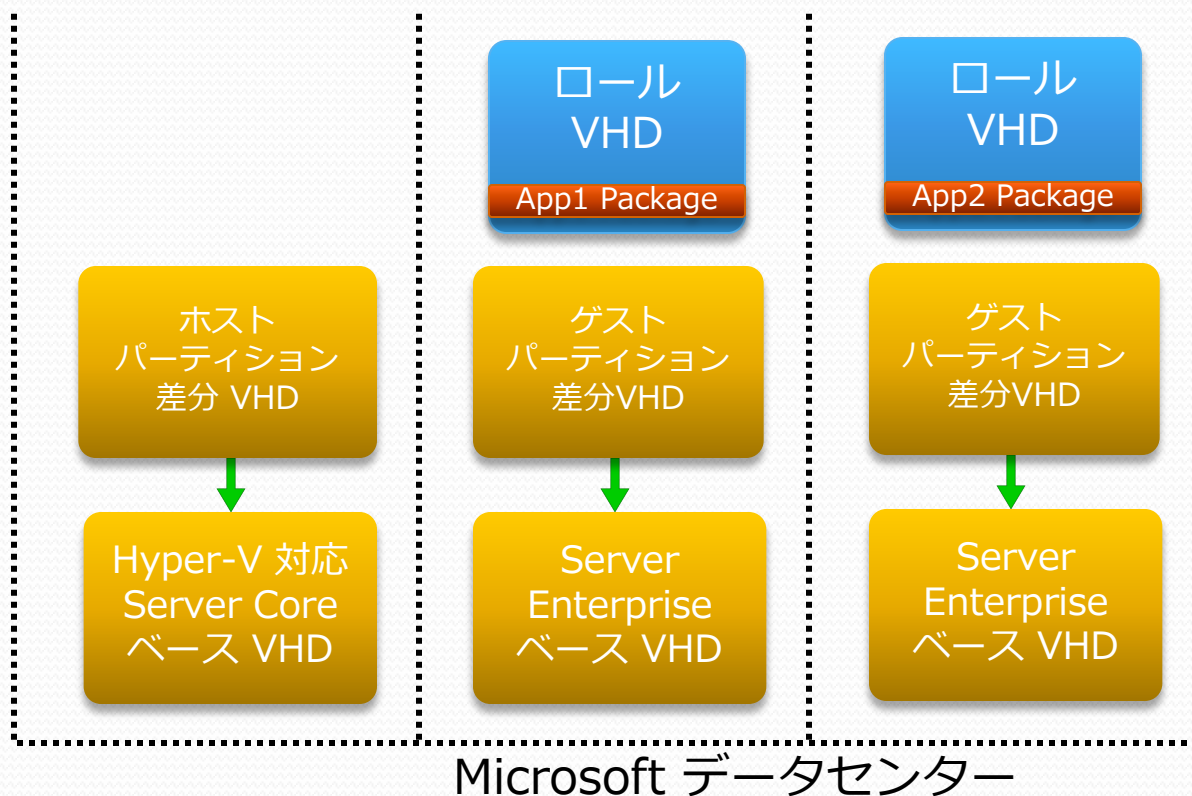 ロール
VHD
App1 Package
ロール
VHD
App2 Package
ホスト
パーティション
差分 VHD
ゲスト
パーティション
差分VHD
ゲスト
パーティション
差分VHD
Hyper-V 対応
Server Core
ベース VHD
Server
Enterprise
ベース VHD
Server
Enterprise
ベース VHD
Microsoft データセンター